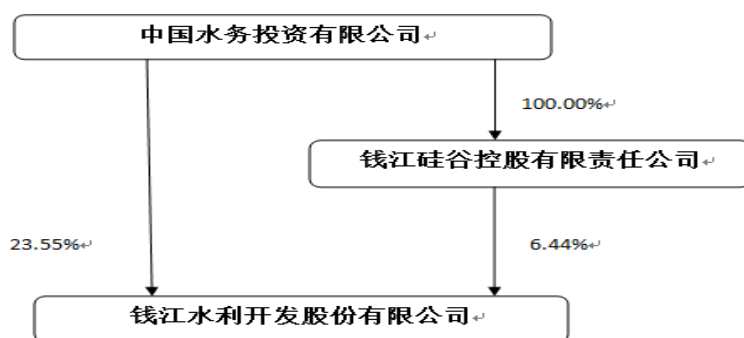 中国水务投资有限公司↵
100.00%↵
钱江硅谷控股有限责任公司↵
23.55%↵
6.44%↵
钱江水利开发股份有限公司↵